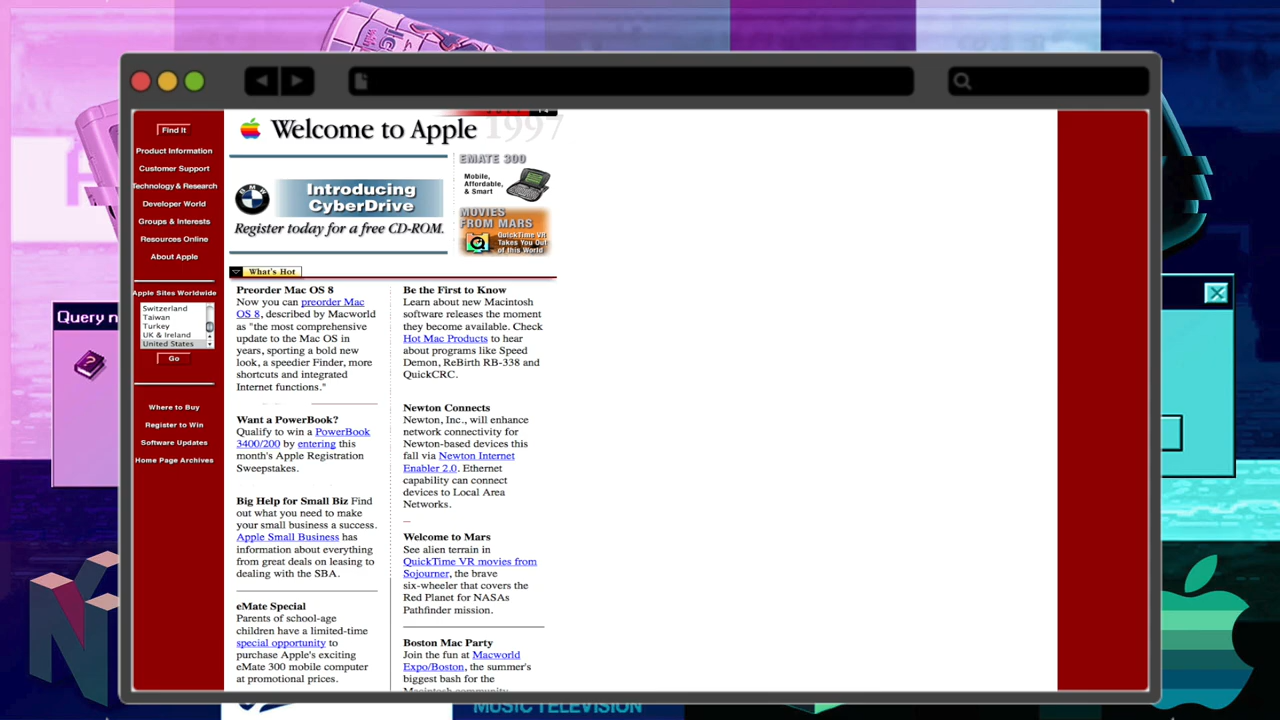 Find It
Product Information
Customer Support
Technology & Research
Developer World
Groups & Interests
Resources Online
About Apple
Apple Sites Worldwide
Switzerland
Taiwan
Turkey
UK & Ireland
United States
Go
Where to Buy
Register to Win
Software Updates
Home Page Archives
Welcome to Apple
1997
BMW
Introducing
CyberDrive
Register today for a free CD-ROM.
EMATE 300
Mobile,
Affordable,
& Smart
MOVIES
FROM MARS
QuickTime VR
Takes You Out
of this World
What's Hot
Preorder Mac OS 8
Now you can preorder Mac
OS 8, described by Macworld
as "the most comprehensive
update to the Mac OS in
years, sporting a bold new
look, a speedier Finder, more
shortcuts and integrated
Internet functions."
Want a PowerBook?
Qualify to win a PowerBook
3400/200 by entering this
month's Apple Registration
Sweepstakes.
Big Help for Small Biz Find
out what you need to make
your small business a success.
Apple Small Business has
information about everything
from great deals on leasing to
dealing with the SBA.
eMate Special
Parents of school-age
children have a limited-time
special opportunity to
purchase Apple's exciting
eMate 300 mobile computer
at promotional prices.
Be the First to Know
Learn about new Macintosh
software releases the moment
they become available. Check
Hot Mac Products to hear
about programs like Speed
Demon, ReBirth RB-338 and
QuickCRC.
Newton Connects
Newton, Inc., will enhance
network connectivity for
Newton-based devices this
fall via Newton Internet
Enabler 2.0. Ethernet
capability can connect
devices to Local Area
Networks.
Welcome to Mars
See alien terrain in
QuickTime VR movies from
Sojourner, the brave
six-wheeler that covers the
Red Planet for NASAs
Pathfinder mission.
Boston Mac Party
Join the fun at Macworld
Expo/Boston, the summer's
biggest bash for the
Macintosh community
Query n
MUSIC TELEVISION